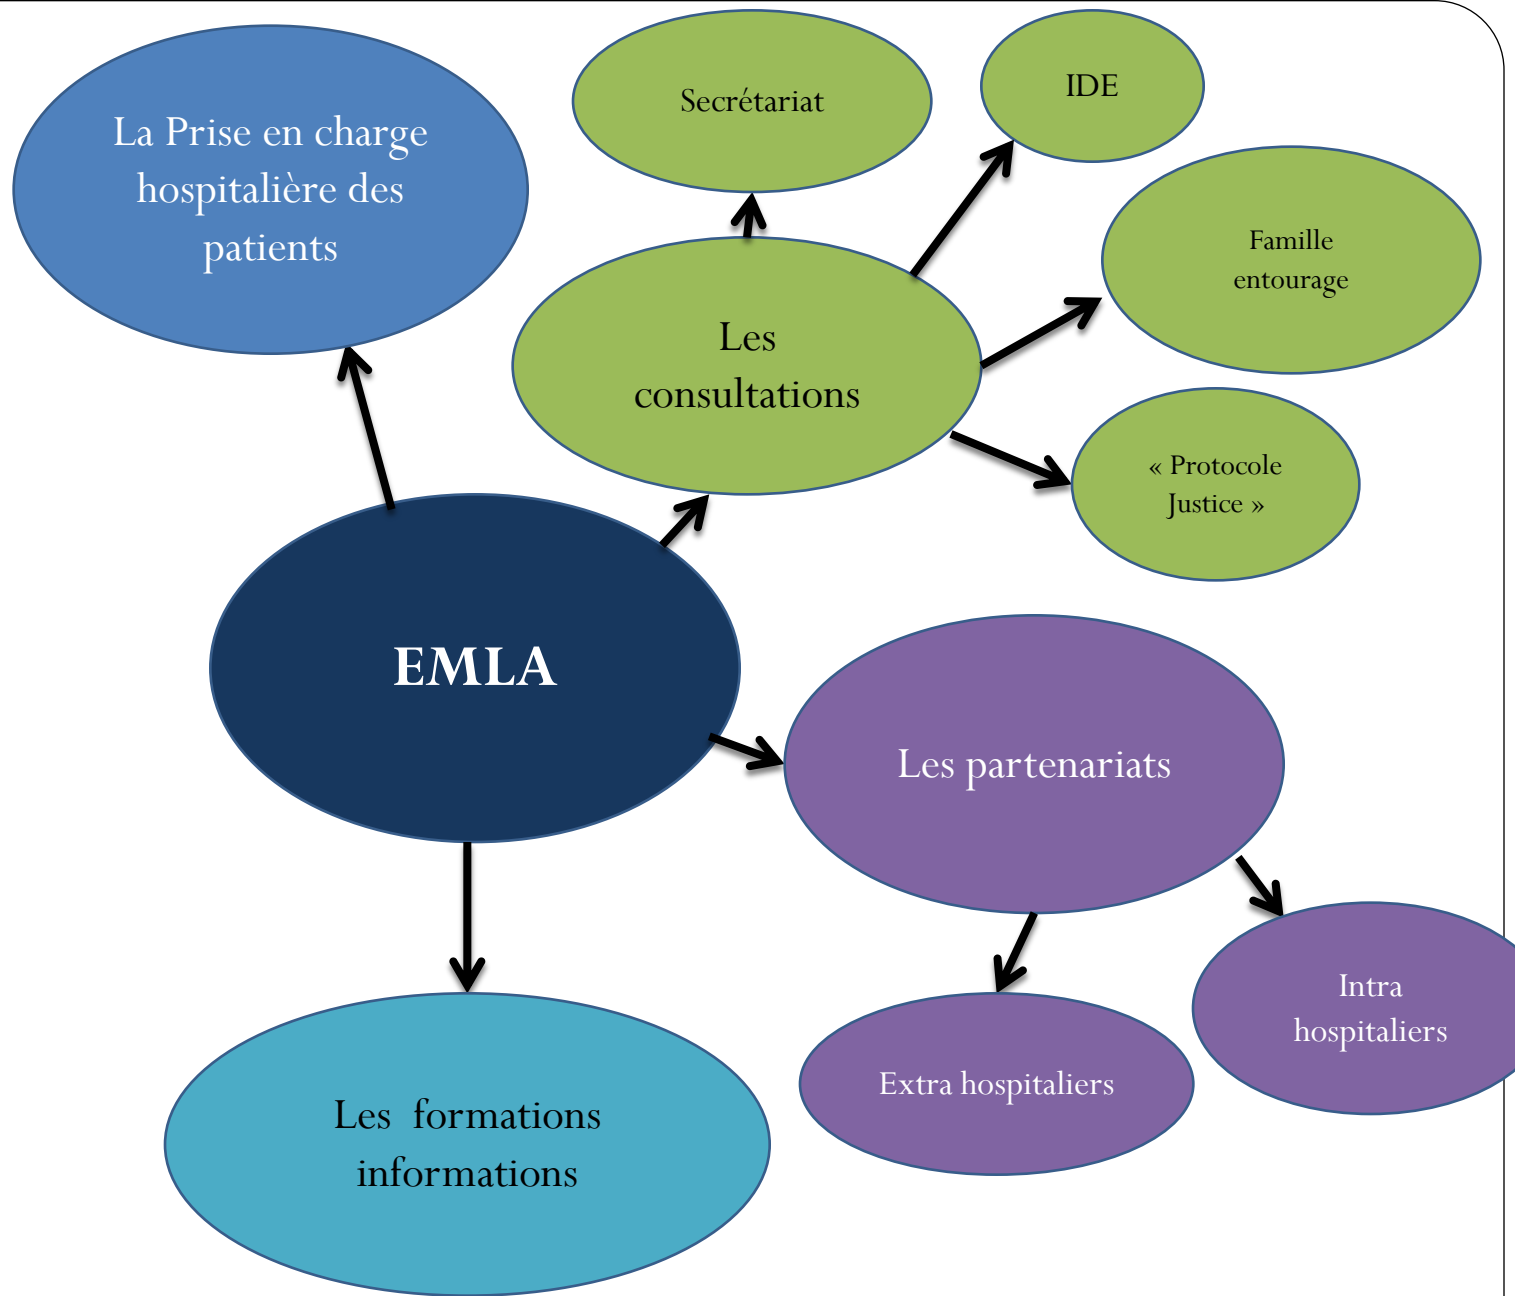 La Prise en charge
hospitalière des
patients
Secrétariat
IDE
Famille
entourage
Les
consultations
« Protocole
Justice »
EMLA
Les partenariats
Intra
hospitaliers
Extra hospitaliers
Les  formations
informations